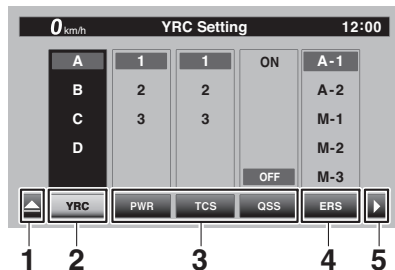 0 km/h YRC Setting 12:00
A 1 1 ON A-1
B 2 2 A-2
C 3 3 M-1
D M-2
OFF M-3
YRC PWR TCS QSS ERS
1 2 3 4 5